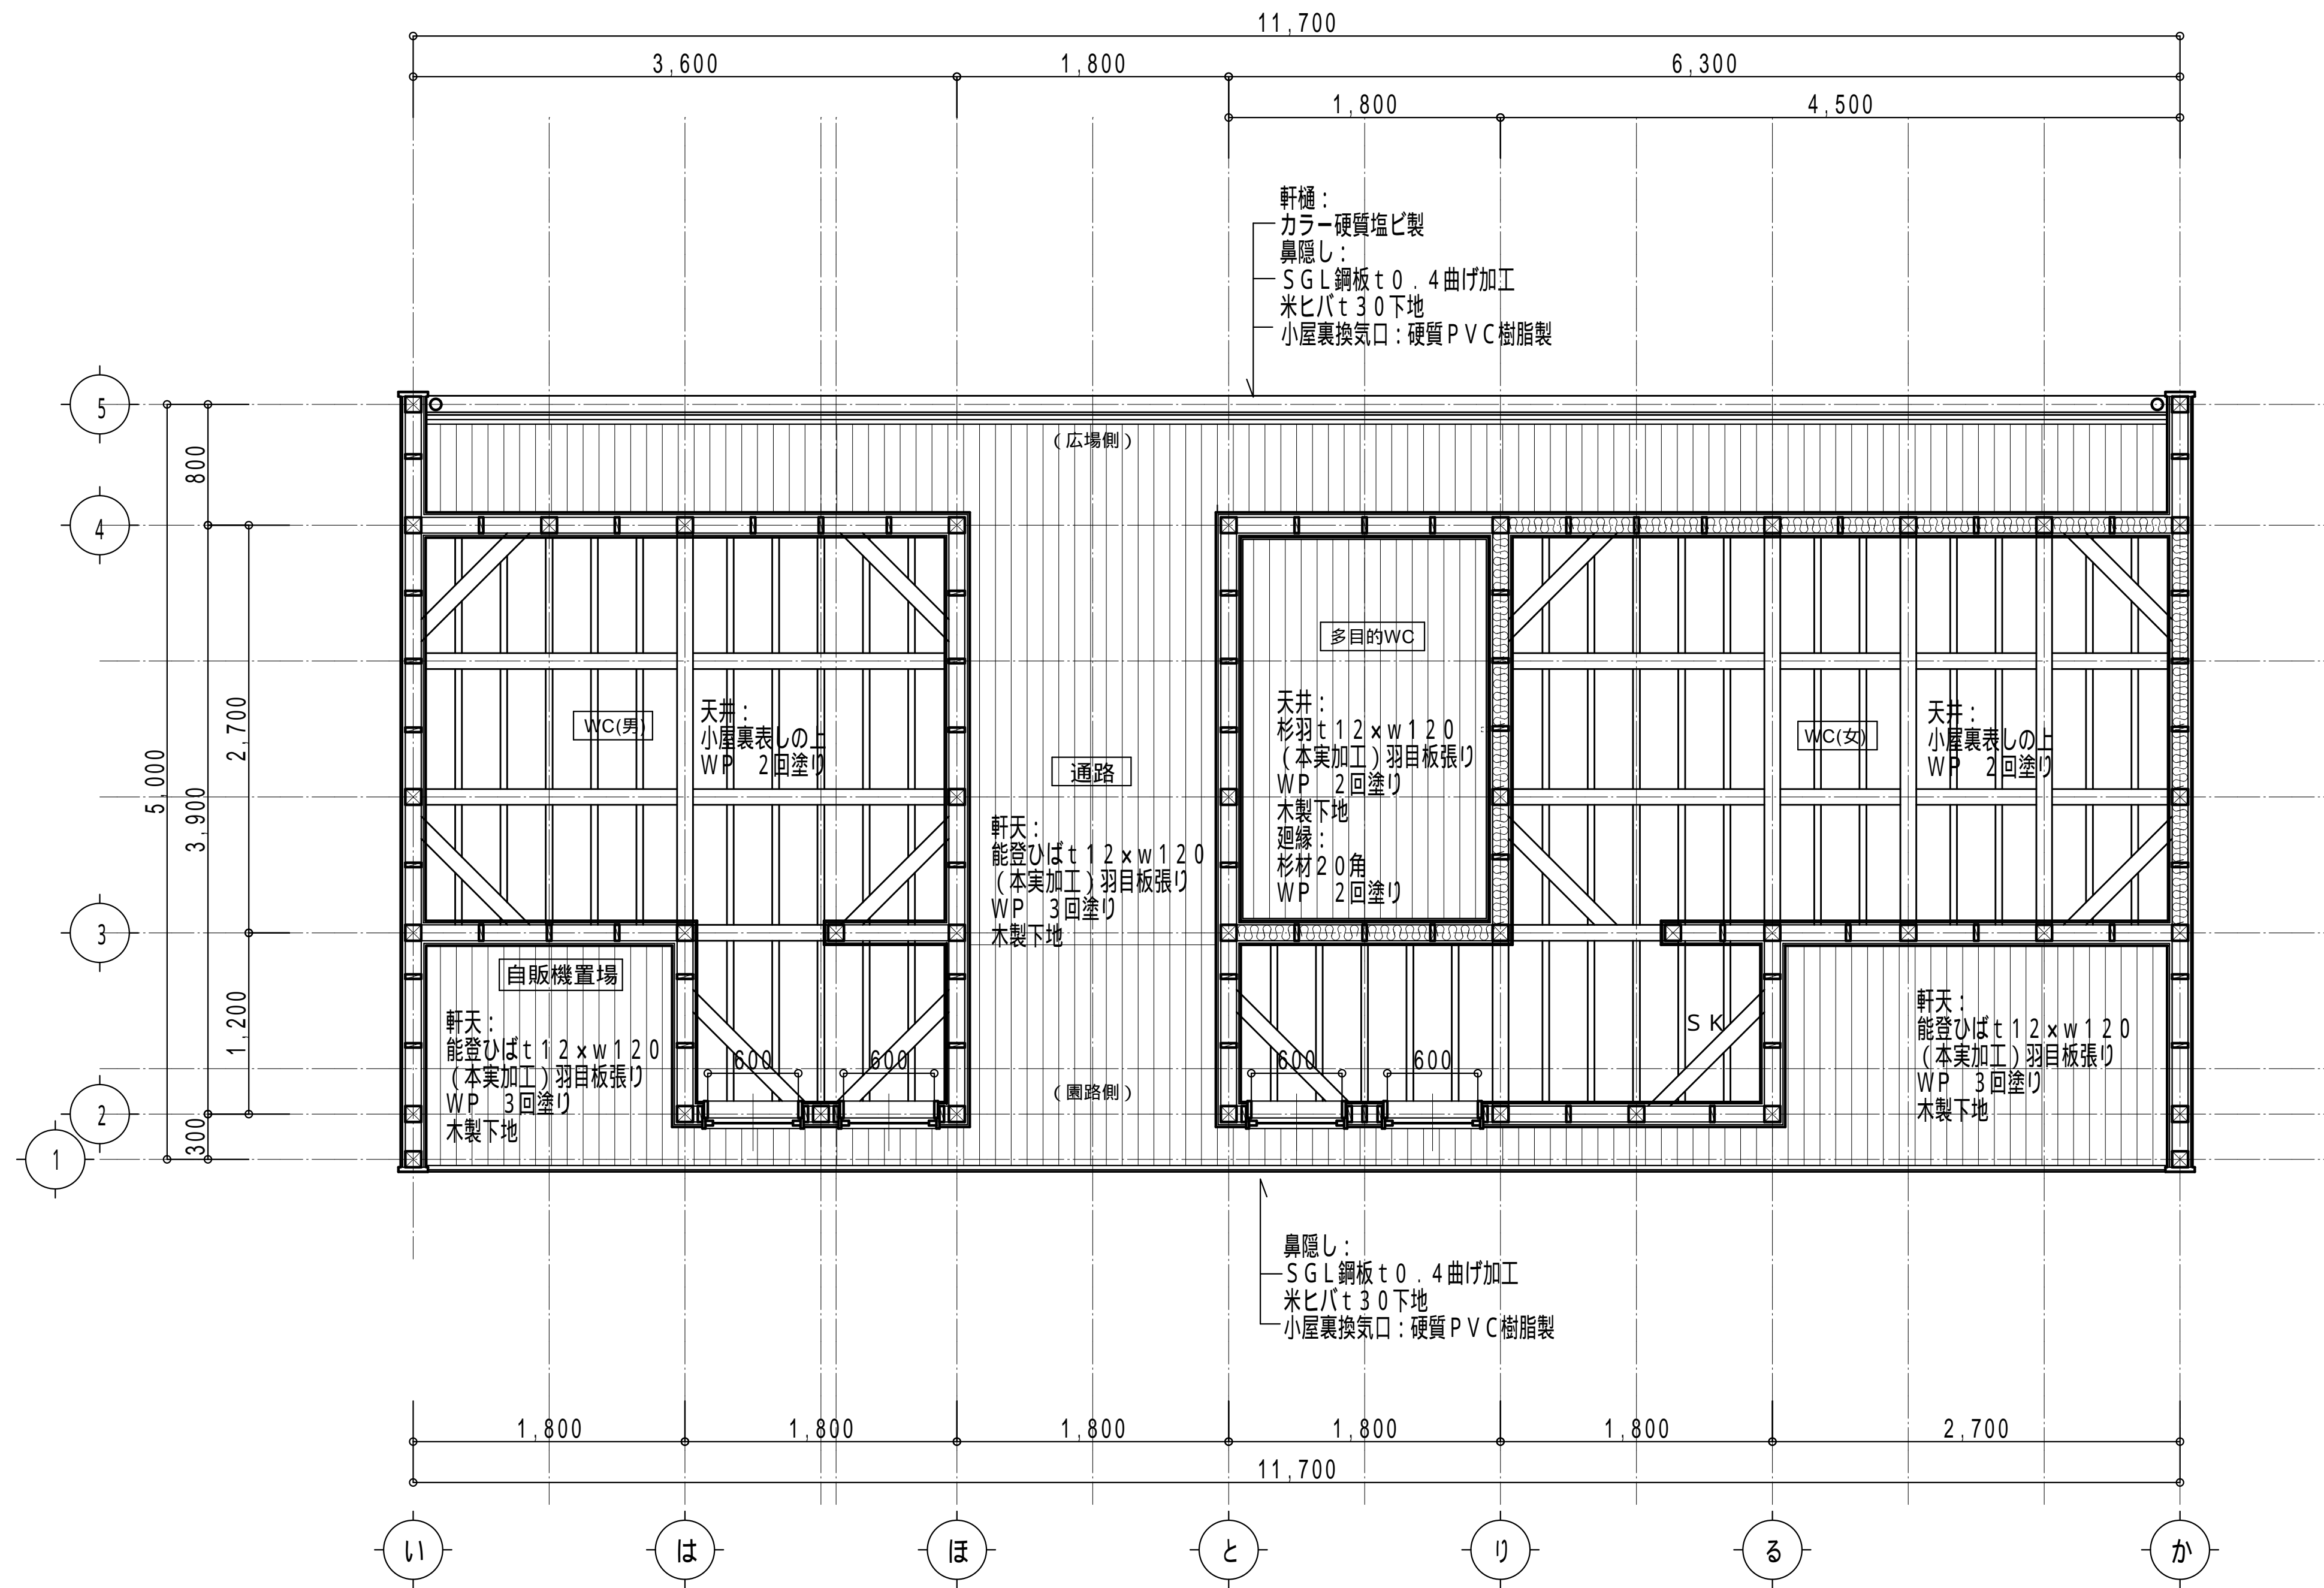 11,700
3,600
1,800
6,300
1,800
4,500
軒樋：
カラー硬質塩ビ製
鼻隠し：
ＳＧＬ鋼板ｔ０．４曲げ加工
米ヒバｔ３０下地
小屋裏換気口：硬質ＰＶＣ樹脂製
5
4
3
2
1
800
2,700
5,000
3,900
1,200
300
（広場側）
多目的WC
WC(男)
天井：
小屋裏表しの上
ＷＰ　２回塗り
通路
軒天：
能登ひばｔ１２×ｗ１２０
（本実加工）羽目板張り
ＷＰ　３回塗り
木製下地
天井：
杉羽ｔ１２×ｗ１２０
（本実加工）羽目板張り
ＷＰ　２回塗り
木製下地
廻縁：
杉材２０角
ＷＰ　２回塗り
WC(女)
天井：
小屋裏表しの上
ＷＰ　２回塗り
自販機置場
軒天：
能登ひばｔ１２×ｗ１２０
（本実加工）羽目板張り
ＷＰ　３回塗り
木製下地
600
600
（園路側）
600
600
ＳＫ
軒天：
能登ひばｔ１２×ｗ１２０
（本実加工）羽目板張り
ＷＰ　３回塗り
木製下地
鼻隠し：
ＳＧＬ鋼板ｔ０．４曲げ加工
米ヒバｔ３０下地
小屋裏換気口：硬質ＰＶＣ樹脂製
1,800
1,800
1,800
1,800
1,800
2,700
11,700
い
は
ほ
と
り
る
か